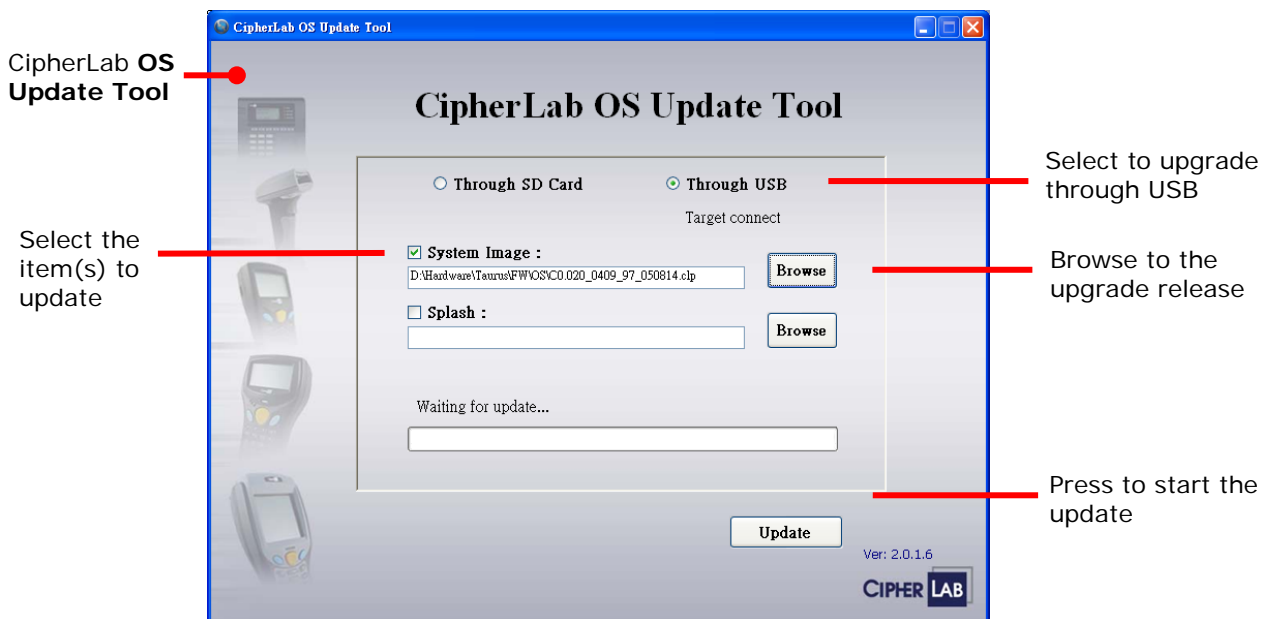 CipherLab OS Update Tool
CipherLab OS
Update Tool
CipherLab OS Update Tool
Through SD Card
Through USB
Target connect
Select to upgrade
through USB
Select the
item(s) to
update
System Image :
D:\Hardware\Taurus\FW\OS\C0.020_0409_97_050814.clp
Browse
Browse to the
upgrade release
Splash :
Browse
Waiting for update...
Press to start the
update
Update
Ver: 2.0.1.6
CIPHER LAB